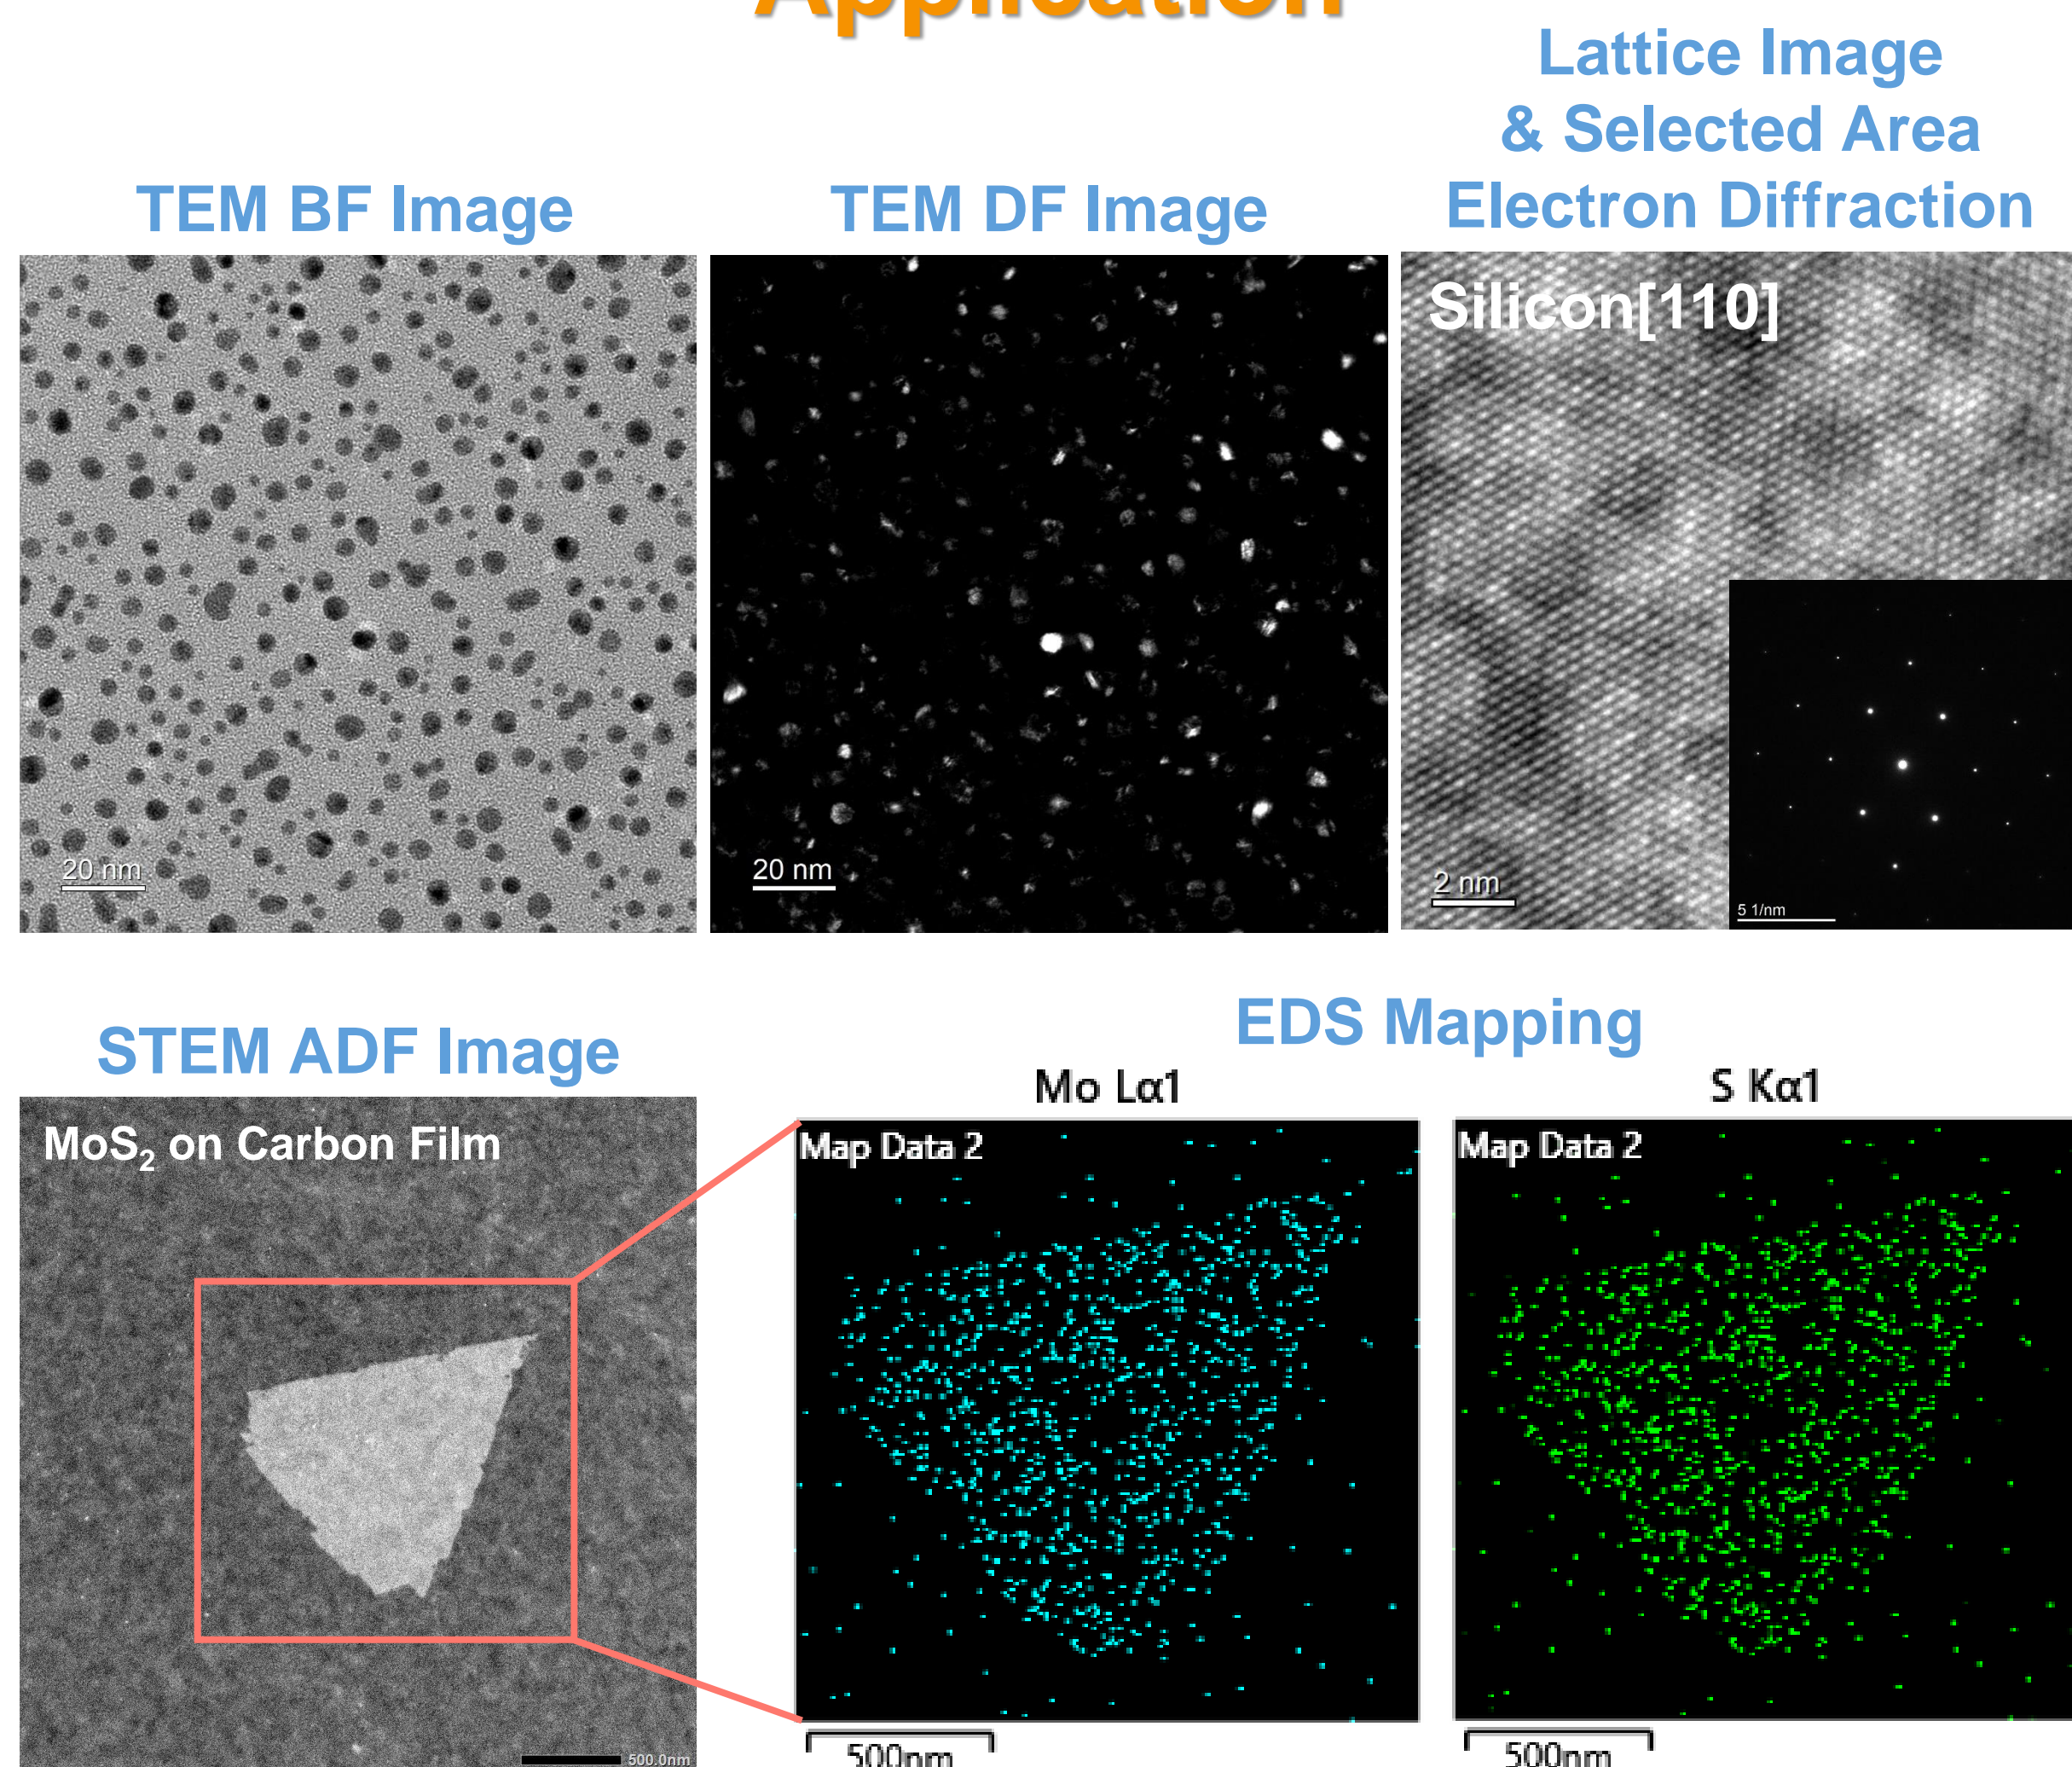 Application
Lattice Image
& Selected Area
Electron Diffraction
TEM BF Image
TEM DF Image
Silicon[110]
20 nm
20 nm
2 nm
5 1/nm
STEM ADF Image
EDS Mapping
Mo Lα1
S Kα1
MoS₂ on Carbon Film
Map Data 2
Map Data 2
500.0nm
500nm
500nm